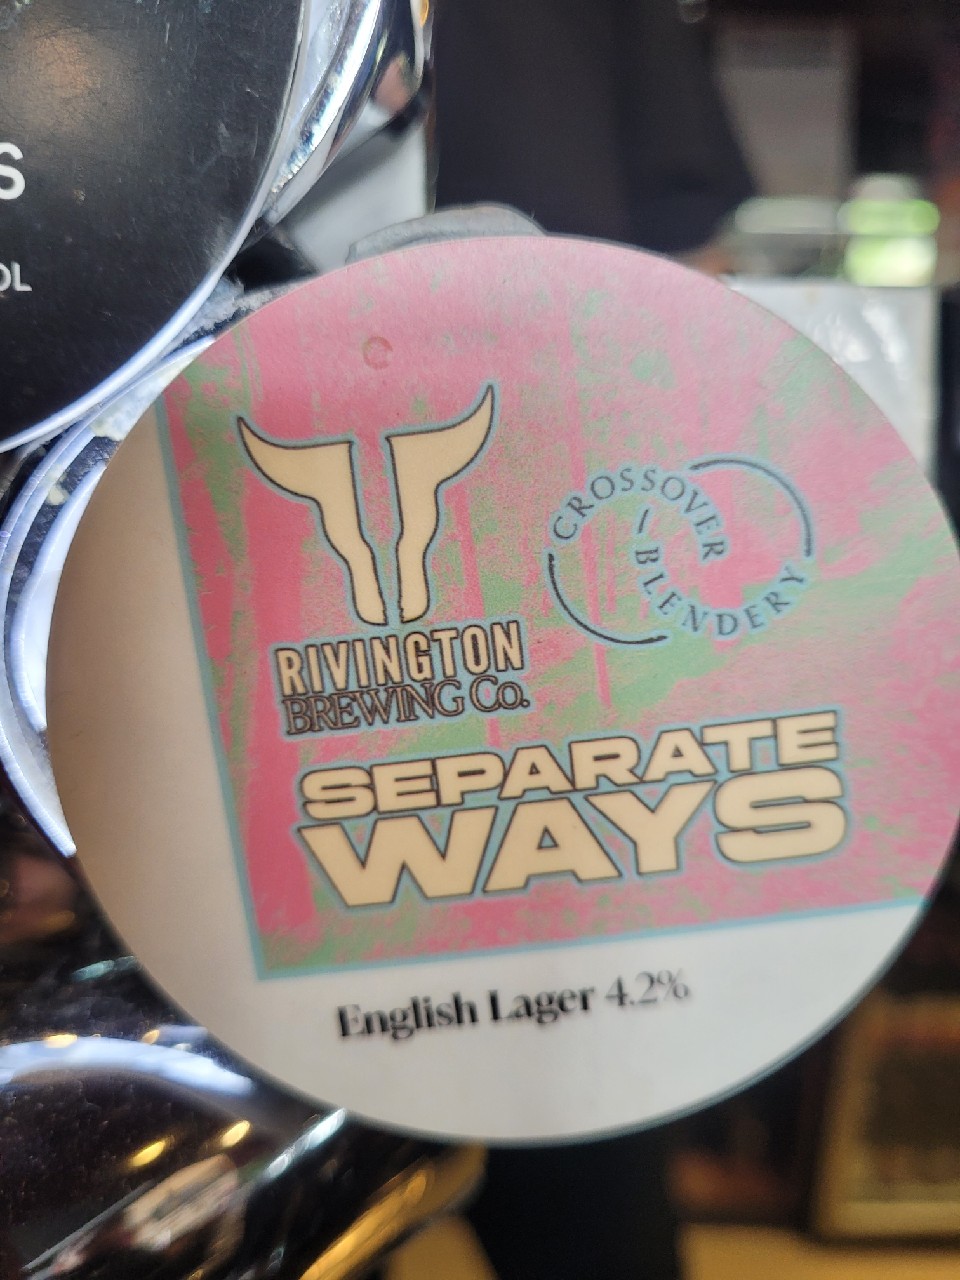 S
OL
CROSSOVER
BLENDERY
RIVINGTON
BREWING Co.
SEPARATE
WAYS
English Lager 4.2%